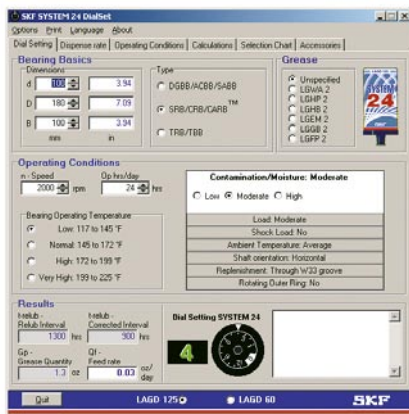 SKF SYSTEM 24 DialSet
Options Print Language About
Dial Setting Dispense rate Operating Conditions Calculations Selection Chart Accessories
Bearing Basics
Dimensions
d 100 3.94
D 180 7.09
B 100 3.94
mm in
Type
DGBB/ACBB/SABB
SRB/CRB/CARB™
TRB/TBB
Grease
Unspecified
LGWA 2
LGHP 2
LGHB 2
LGEM 2
LGGB 2
LGFP 2
SYSTEM
24
Operating Conditions
n - Speed
2000 rpm
Op hrs/day
24 hrs
Bearing Operating Temperature
Low: 117 to 145 °F
Normal: 145 to 172 °F
High: 172 to 199 °F
Very High: 199 to 225 °F
Contamination/Moisture: Moderate
Low Moderate High
Load: Moderate
Shock Load: No
Ambient Temperature: Average
Shaft orientation: Horizontal
Replenishment: Through W33 groove
Rotating Outer Ring: No
Results
t-relub -
Relub Interval
1300 hrs
t-relub -
Corrected Interval
900 hrs
Gp -
Grease Quantity
1.3 oz
Qf -
Feed rate
0.03 oz/
day
Dial Setting SYSTEM 24
4
Quit
LAGD 125
LAGD 60
SKF